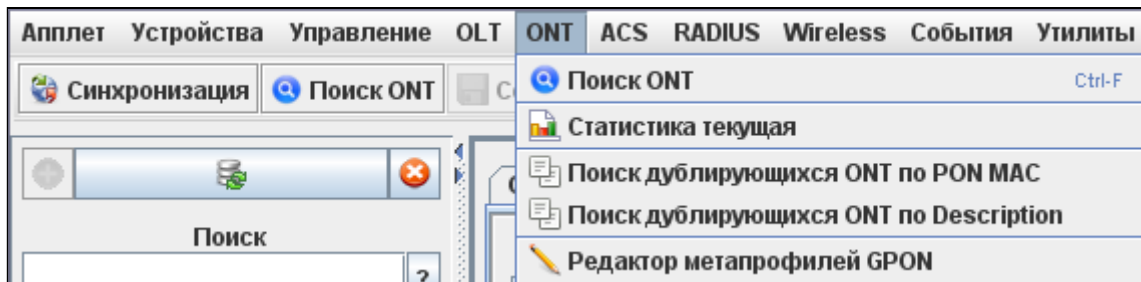 Апплет Устройства Управление OLT ONT ACS RADIUS Wireless События Утилиты
Синхронизация Поиск ONT
Поиск ONT Ctrl-F
Статистика текущая
Поиск дублирующихся ONT по PON MAC
Поиск дублирующихся ONT по Description
Поиск
?
Редактор метапрофилей GPON